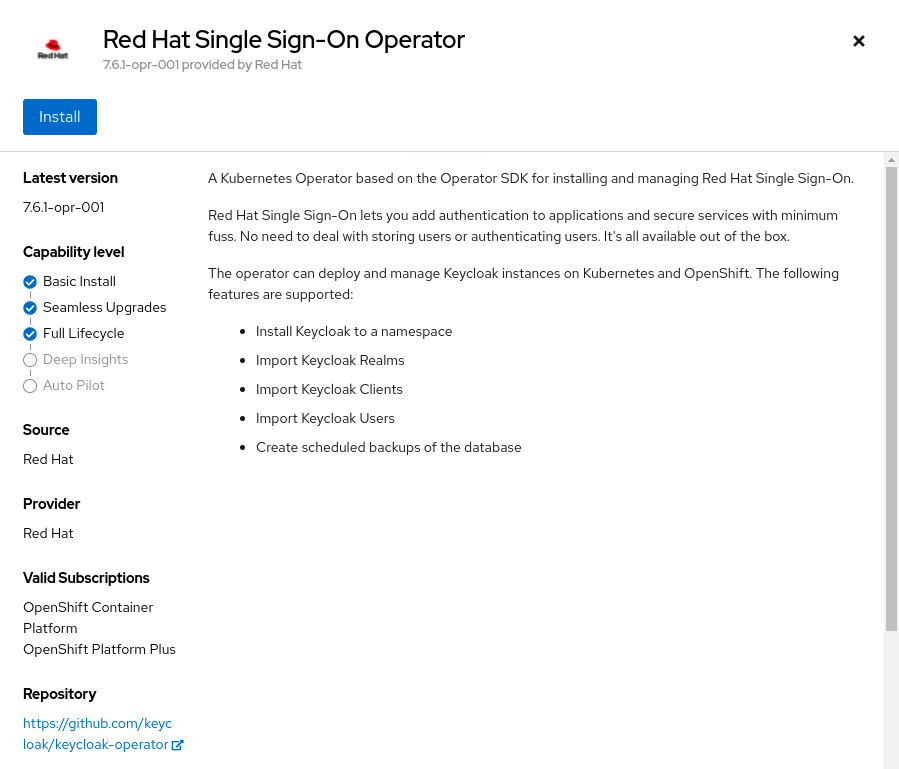 Red Hat
Red Hat Single Sign-On Operator
7.6.1-opr-001 provided by Red Hat
Install
Latest version
7.6.1-opr-001
Capability level
Basic Install
Seamless Upgrades
Full Lifecycle
Deep Insights
Auto Pilot
Source
Red Hat
Provider
Red Hat
Valid Subscriptions
OpenShift Container
Platform
OpenShift Platform Plus
Repository
https://github.com/keyc
loak/keycloak-operator
A Kubernetes Operator based on the Operator SDK for installing and managing Red Hat Single Sign-On.
Red Hat Single Sign-On lets you add authentication to applications and secure services with minimum
fuss. No need to deal with storing users or authenticating users. It's all available out of the box.
The operator can deploy and manage Keycloak instances on Kubernetes and OpenShift. The following
features are supported:
• Install Keycloak to a namespace
• Import Keycloak Realms
• Import Keycloak Clients
• Import Keycloak Users
• Create scheduled backups of the database